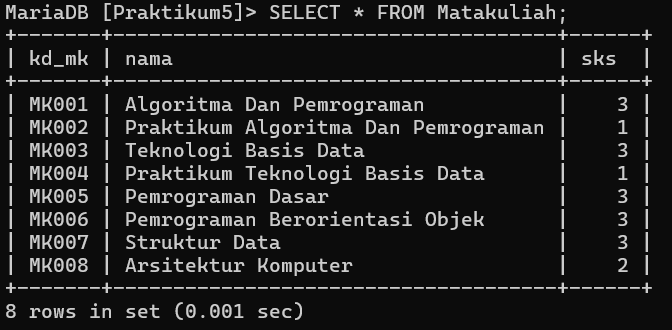 MariaDB [Praktikum5]> SELECT * FROM Matakuliah;
+-------+------------------------------------+------+
| kd_mk | nama                               | sks  |
+-------+------------------------------------+------+
| MK001 | Algoritma Dan Pemrograman          |    3 |
| MK002 | Praktikum Algoritma Dan Pemrograman |    1 |
| MK003 | Teknologi Basis Data               |    3 |
| MK004 | Praktikum Teknologi Basis Data     |    1 |
| MK005 | Pemrograman Dasar                  |    3 |
| MK006 | Pemrograman Berorientasi Objek     |    3 |
| MK007 | Struktur Data                      |    3 |
| MK008 | Arsitektur Komputer                |    2 |
+-------+------------------------------------+------+
8 rows in set (0.001 sec)